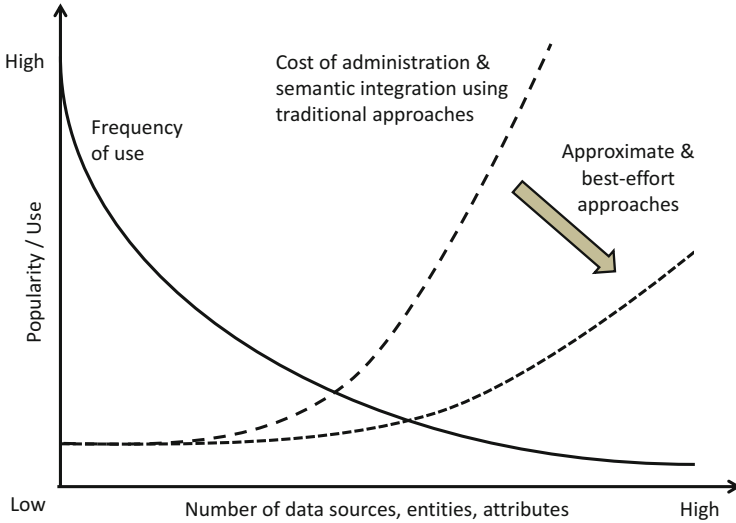 High
Cost of administration &
semantic integration using
traditional approaches
Frequency
of use
Approximate &
best-effort
approaches
Popularity / Use
Low
Number of data sources, entities, attributes
High